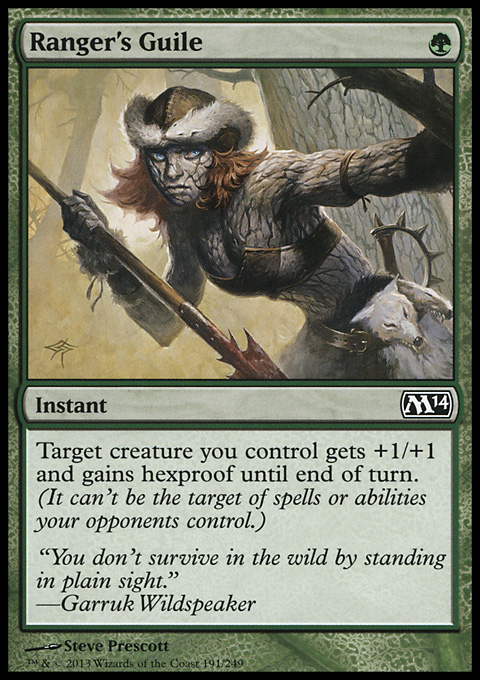 Ranger's Guile
Instant
M14
Target creature you control gets +1/+1
and gains hexproof until end of turn.
(It can't be the target of spells or abilities
your opponents control.)
"You don't survive in the wild by standing
in plain sight."
—Garruk Wildspeaker
Steve Prescott
™ & © 2013 Wizards of the Coast 191/249